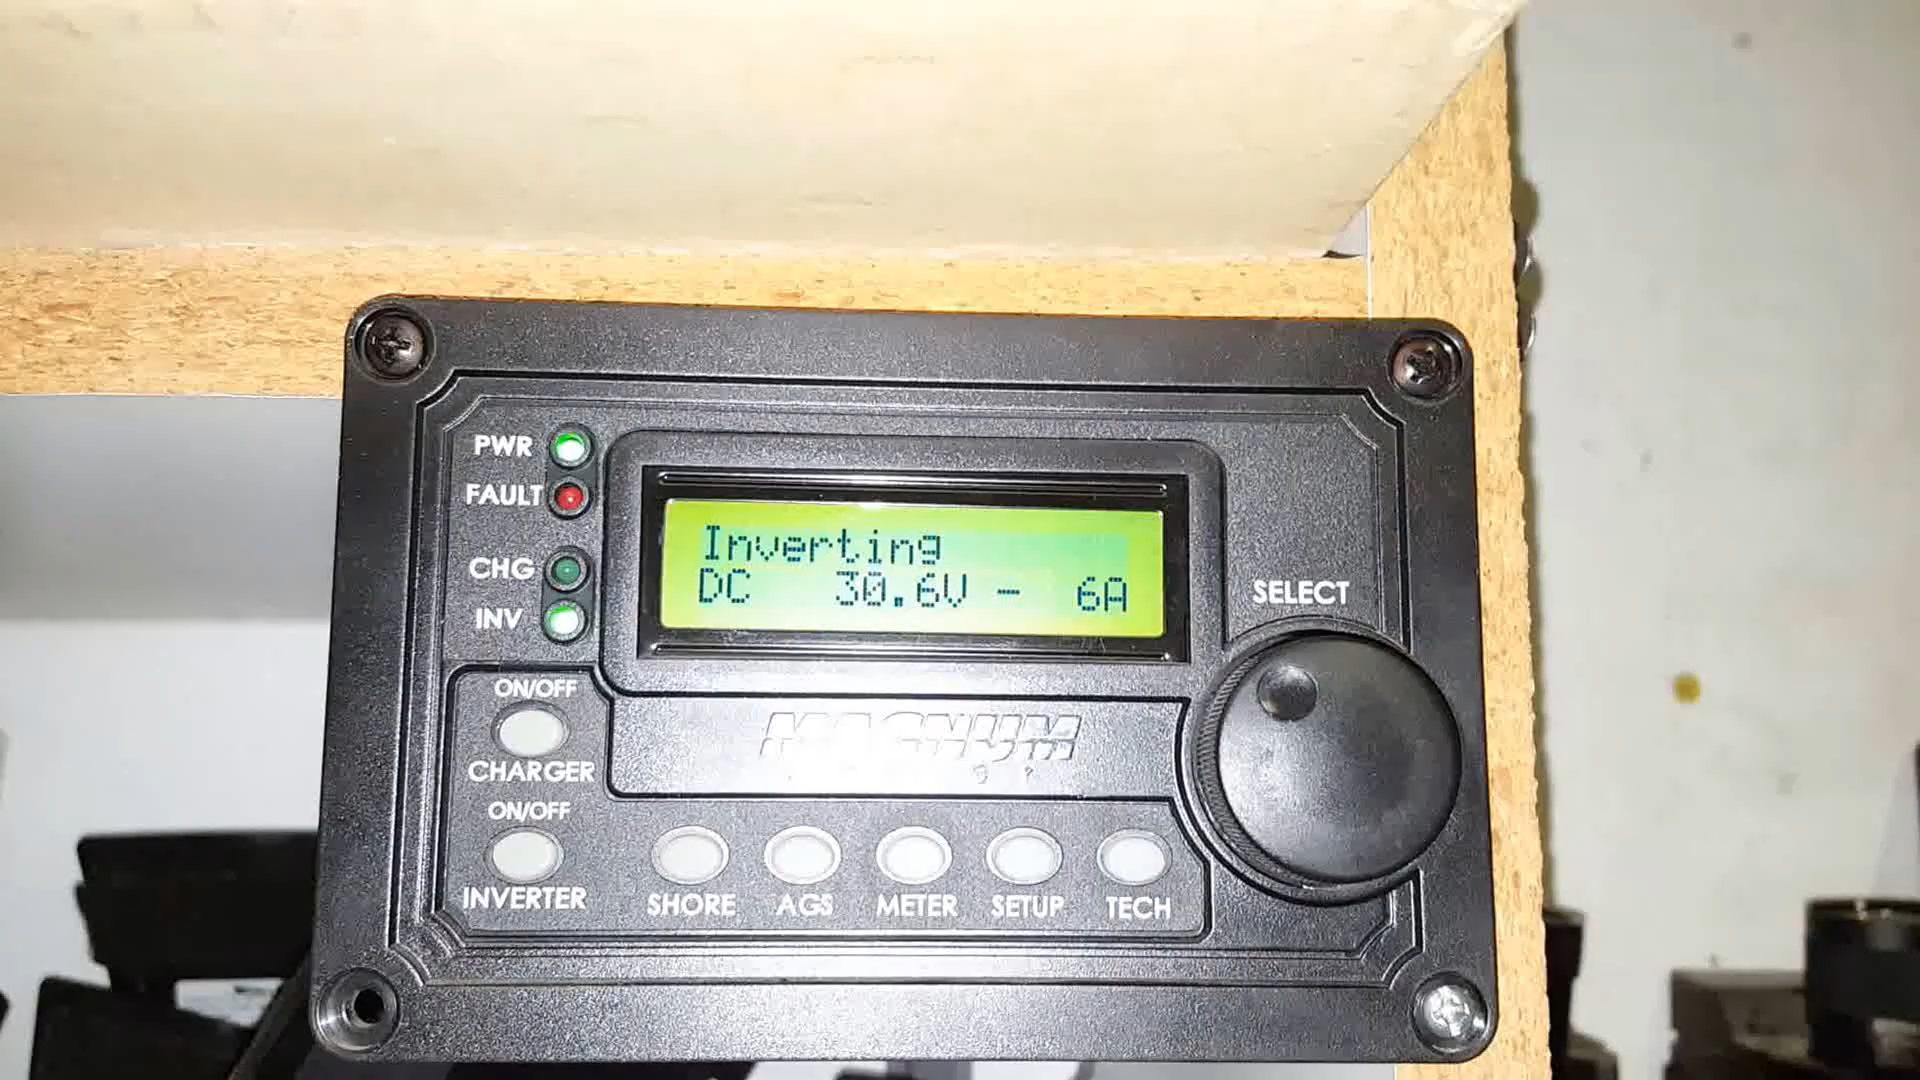 PWR
FAULT
CHG
INV
Inverting
DC 30.6V - 6A
SELECT
ON/OFF
CHARGER
ON/OFF
INVERTER
MAGNUM
SHORE
AGS
METER
SETUP
TECH